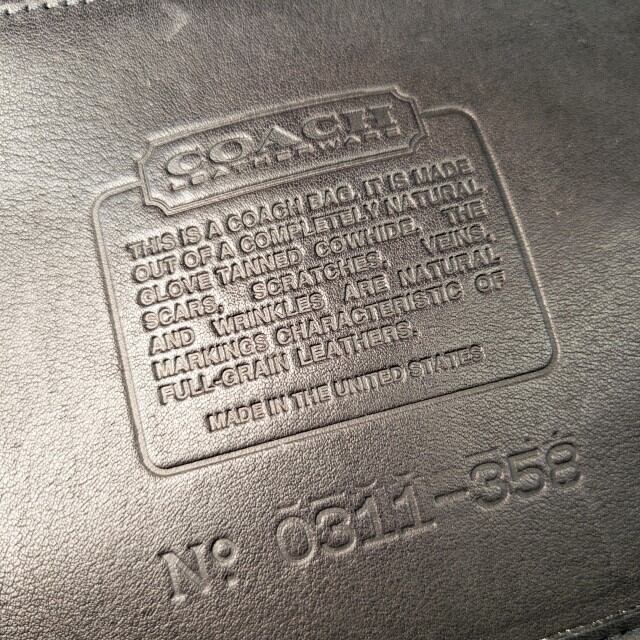 COACH
LEATHERWARE
THIS IS A COACH BAG. IT IS MADE
OUT OF A COMPLETELY NATURAL
GLOVE TANNED COWHIDE. THE
SCARS, SCRATCHES, VEINS,
AND WRINKLES ARE NATURAL
MARKINGS CHARACTERISTIC OF
FULL-GRAIN LEATHERS.
MADE IN THE UNITED STATES
No: 0311-358